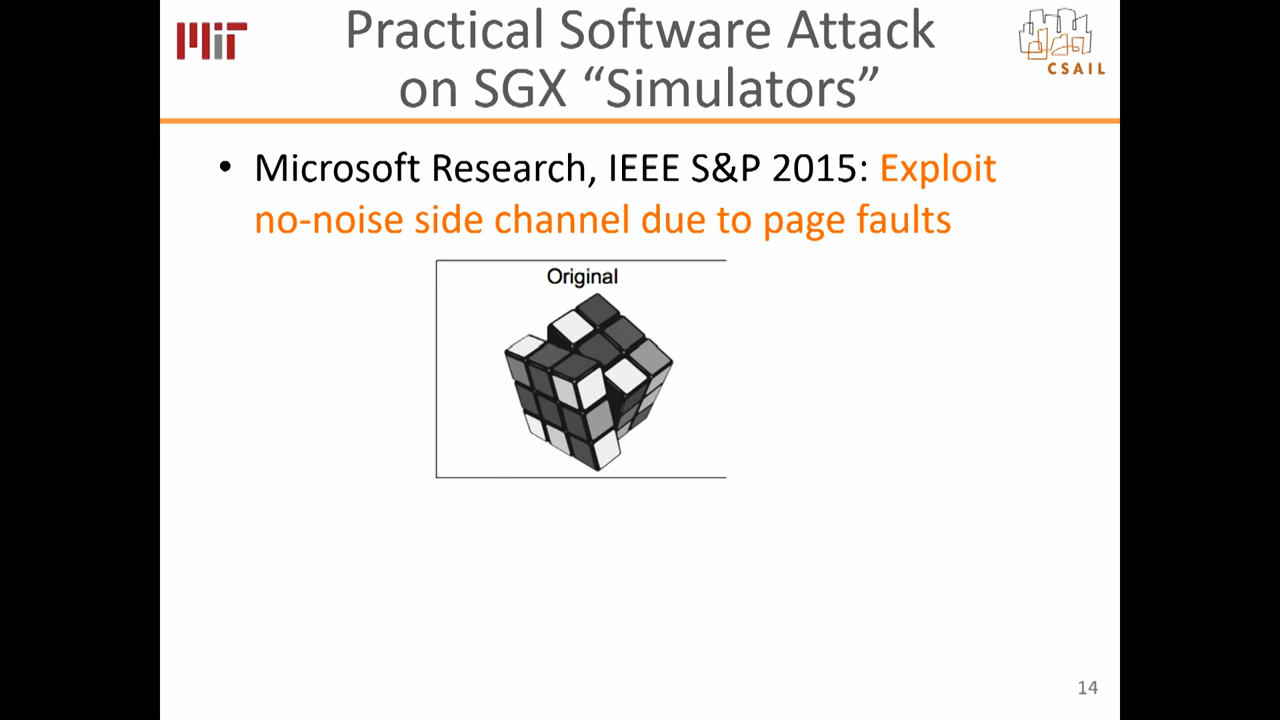 MIT
Practical Software Attack
on SGX “Simulators”
CSAIL
• Microsoft Research, IEEE S&P 2015: Exploit
no-noise side channel due to page faults
Original
14